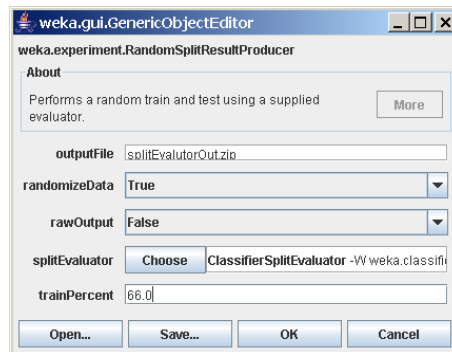 weka.gui.GenericObjectEditor
weka.experiment.RandomSplitResultProducer
About
Performs a random train and test using a supplied
evaluator.
More
outputFile splitEvalutorOut.zip
randomizeData True
rawOutput False
splitEvaluator Choose ClassifierSplitEvaluator -W weka.classifi
trainPercent 66.0
Open... Save... OK Cancel